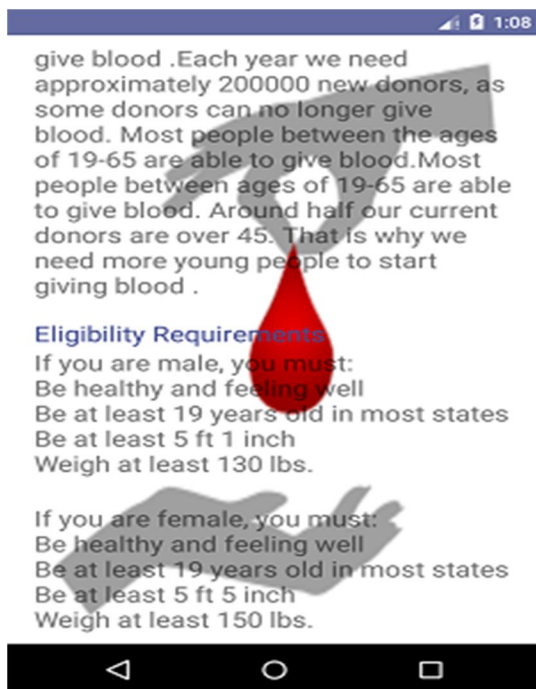 1:08
give blood .Each year we need
approximately 200000 new donors, as
some donors can no longer give
blood. Most people between the ages
of 19-65 are able to give blood.Most
people between ages of 19-65 are able
to give blood. Around half our current
donors are over 45. That is why we
need more young people to start
giving blood .
Eligibility Requirements
If you are male, you must:
Be healthy and feeling well
Be at least 19 years old in most states
Be at least 5 ft 1 inch
Weigh at least 130 lbs.
If you are female, you must:
Be healthy and feeling well
Be at least 19 years old in most states
Be at least 5 ft 5 inch
Weigh at least 150 lbs.